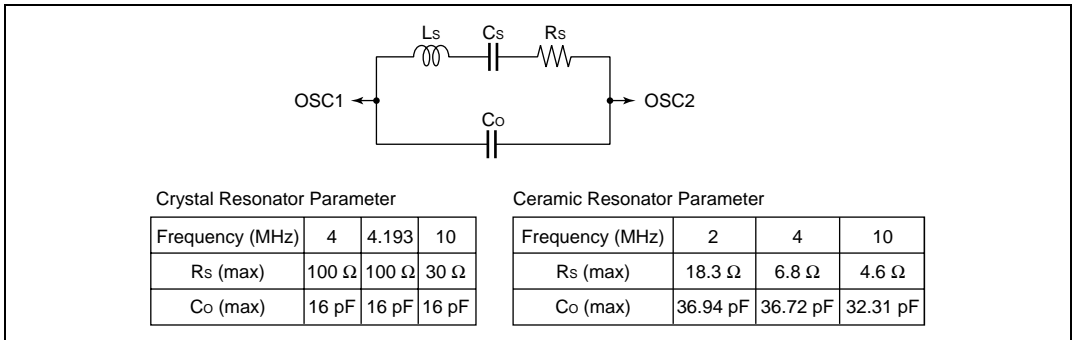 Ls Cs Rs
OSC1 OSC2
Co
Crystal Resonator Parameter
Frequency (MHz) 4 4.193 10
Rs (max) 100 Ω 100 Ω 30 Ω
Co (max) 16 pF 16 pF 16 pF
Ceramic Resonator Parameter
Frequency (MHz) 2 4 10
Rs (max) 18.3 Ω 6.8 Ω 4.6 Ω
Co (max) 36.94 pF 36.72 pF 32.31 pF